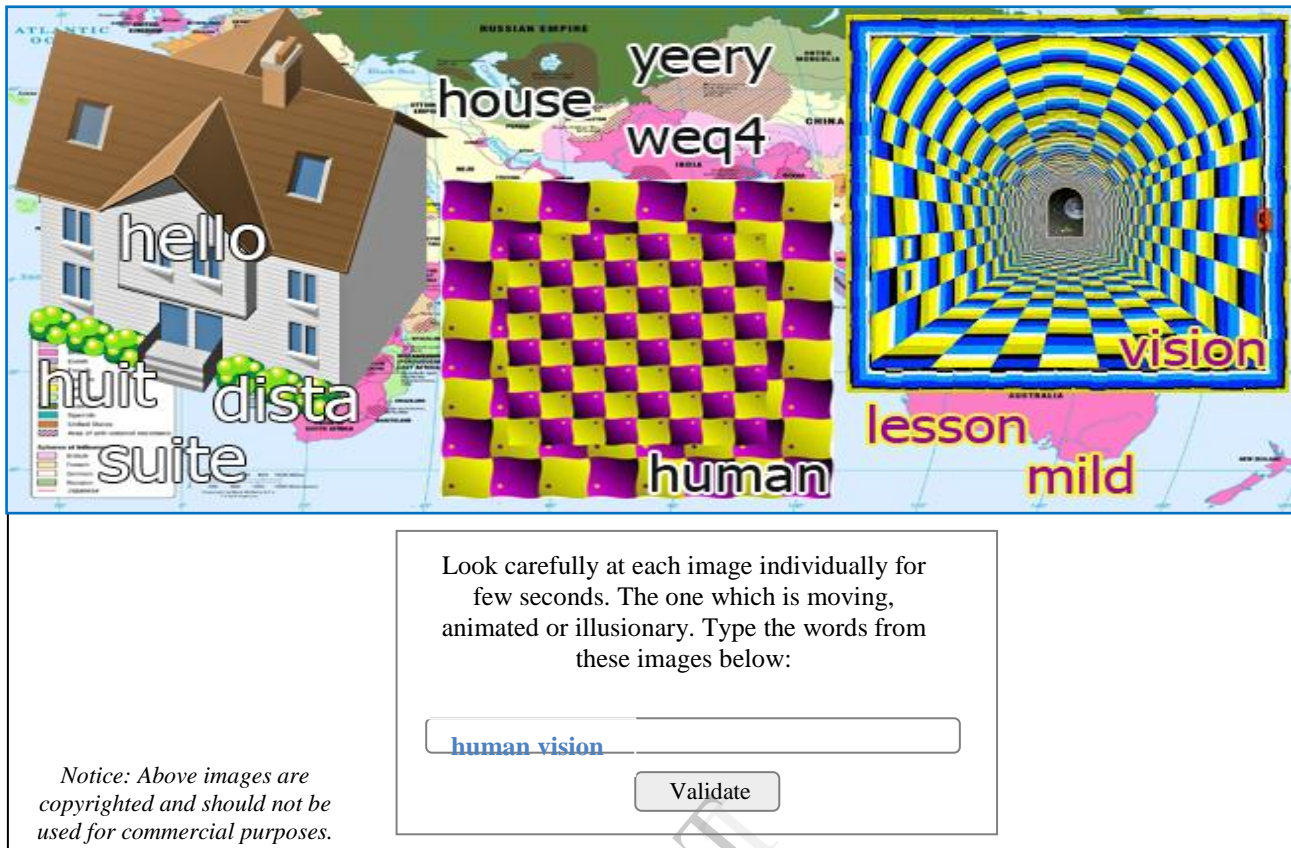 ATLANTIC
RUSSIAN EMPIRE
yeery
house
CHINA
weq4
INDIA
hello
vision
huit
dista
AUSTRALIA
lesson
suite
human
mild
Look carefully at each image individually for
few seconds. The one which is moving,
animated or illusionary. Type the words from
these images below:
human vision
Validate
Notice: Above images are
copyrighted and should not be
used for commercial purposes.
T